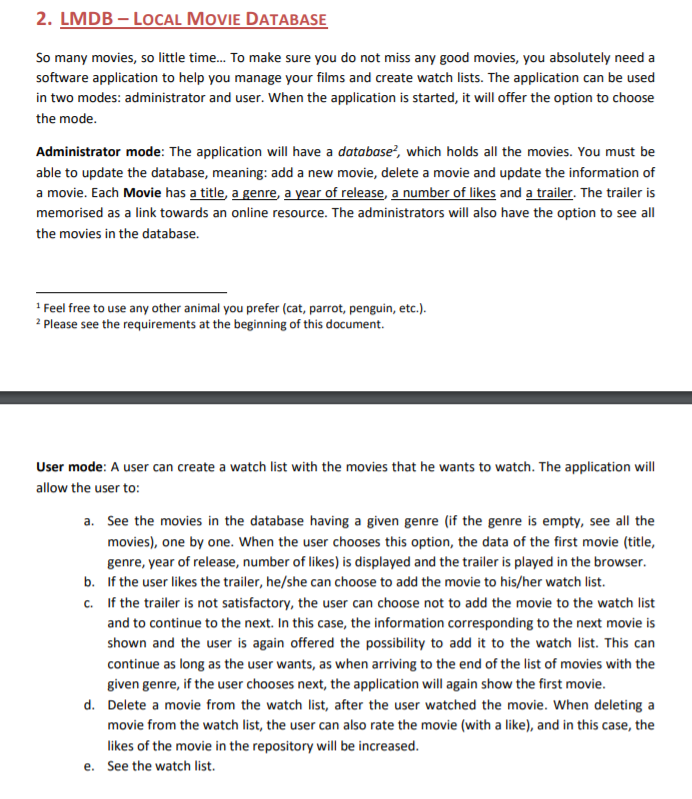 2. LMDB – LOCAL MOVIE DATABASE
So many movies, so little time… To make sure you do not miss any good movies, you absolutely need a
software application to help you manage your films and create watch lists. The application can be used
in two modes: administrator and user. When the application is started, it will offer the option to choose
the mode.
Administrator mode: The application will have a database², which holds all the movies. You must be
able to update the database, meaning: add a new movie, delete a movie and update the information of
a movie. Each Movie has a title, a genre, a year of release, a number of likes and a trailer. The trailer is
memorised as a link towards an online resource. The administrators will also have the option to see all
the movies in the database.
¹ Feel free to use any other animal you prefer (cat, parrot, penguin, etc.).
² Please see the requirements at the beginning of this document.
User mode: A user can create a watch list with the movies that he wants to watch. The application will
allow the user to:
a. See the movies in the database having a given genre (if the genre is empty, see all the
movies), one by one. When the user chooses this option, the data of the first movie (title,
genre, year of release, number of likes) is displayed and the trailer is played in the browser.
b. If the user likes the trailer, he/she can choose to add the movie to his/her watch list.
c. If the trailer is not satisfactory, the user can choose not to add the movie to the watch list
and to continue to the next. In this case, the information corresponding to the next movie is
shown and the user is again offered the possibility to add it to the watch list. This can
continue as long as the user wants, as when arriving to the end of the list of movies with the
given genre, if the user chooses next, the application will again show the first movie.
d. Delete a movie from the watch list, after the user watched the movie. When deleting a
movie from the watch list, the user can also rate the movie (with a like), and in this case, the
likes of the movie in the repository will be increased.
e. See the watch list.